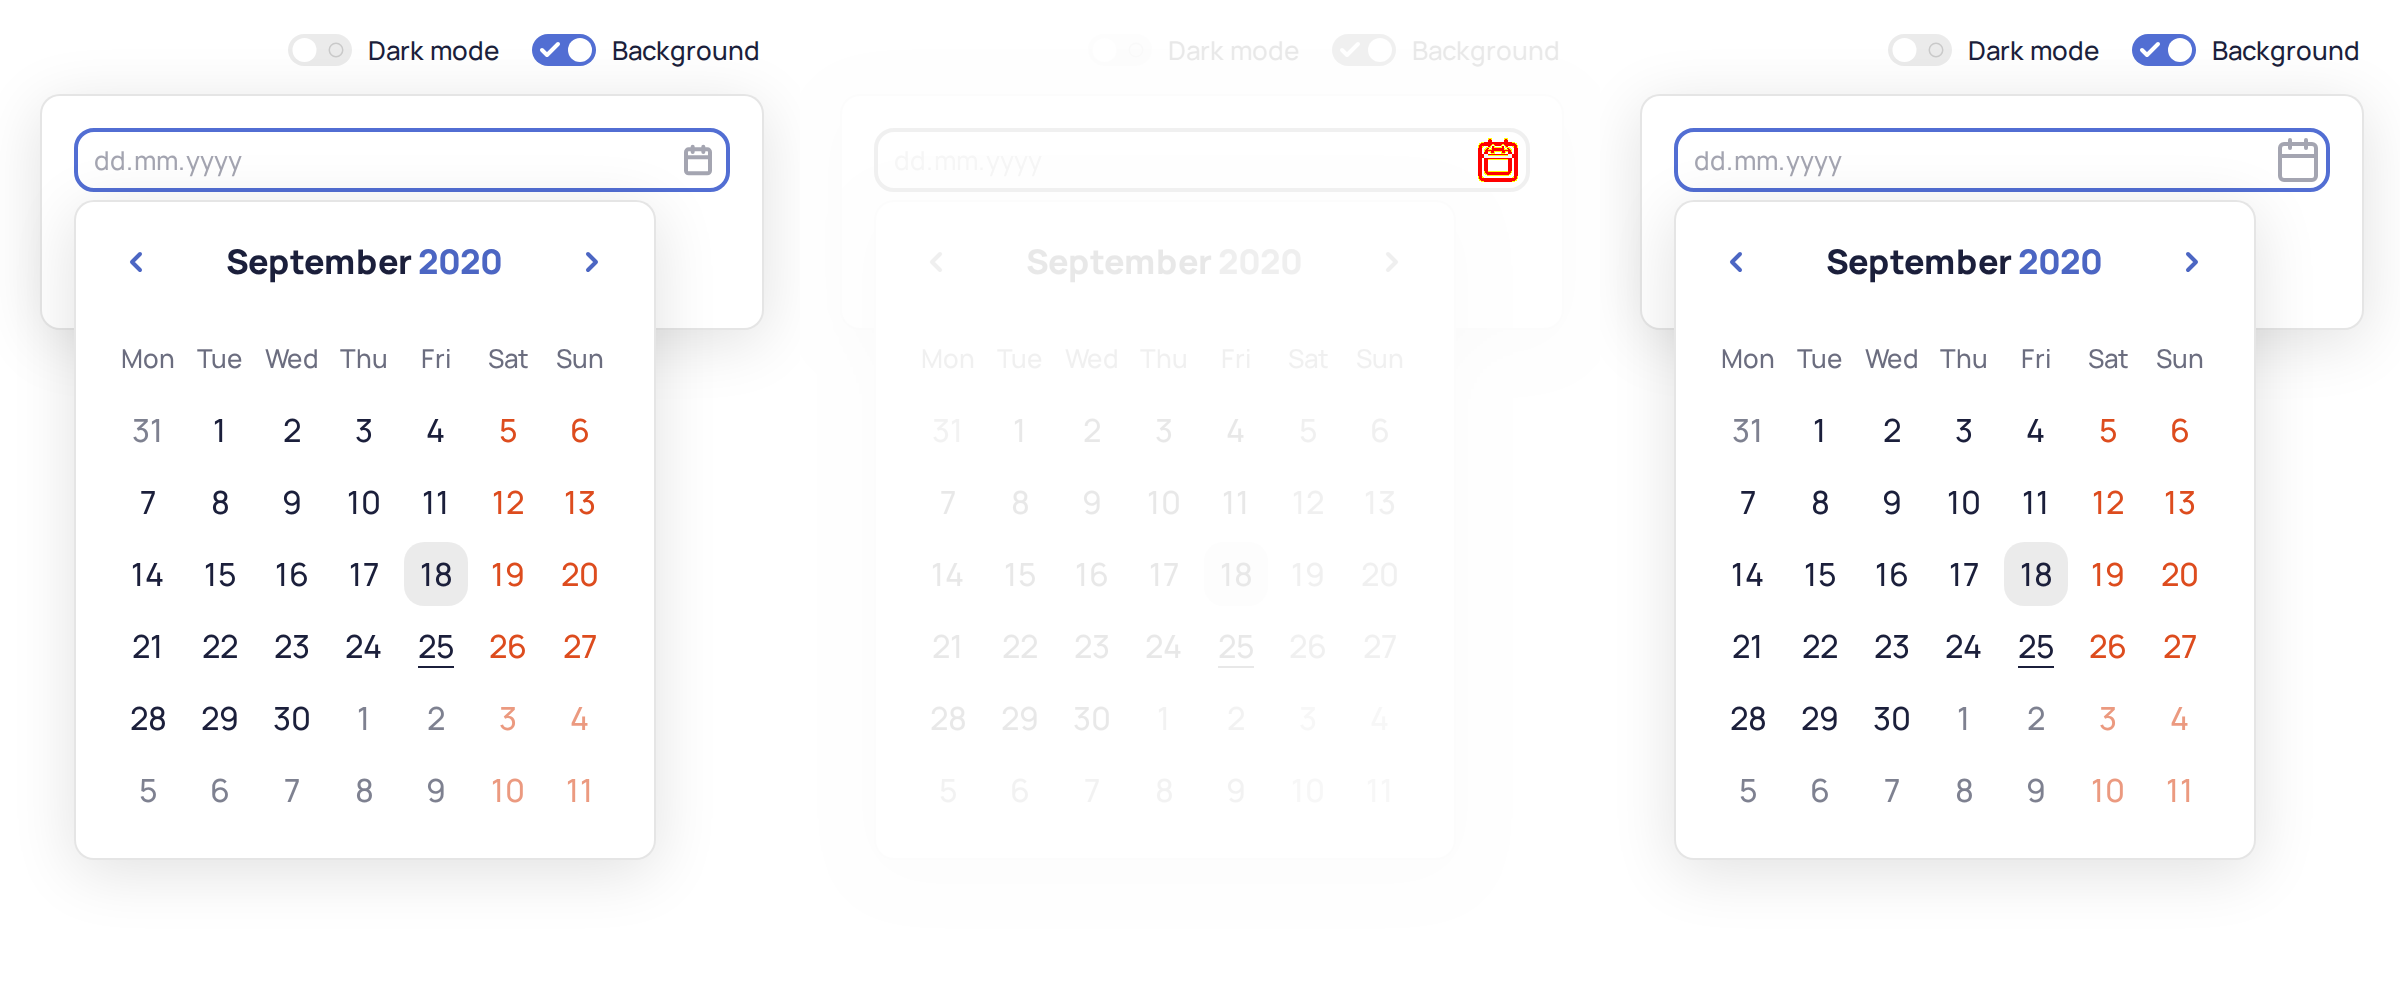 Dark mode Background
dd.mm.yyyy
September 2020
Mon Tue Wed Thu Fri Sat Sun
31 1 2 3 4 5 6
7 8 9 10 11 12 13
14 15 16 17 18 19 20
21 22 23 24 25 26 27
28 29 30 1 2 3 4
5 6 7 8 9 10 11
Dark mode Background
dd.mm.yyyy
September 2020
Mon Tue Wed Thu Fri Sat Sun
31 1 2 3 4 5 6
7 8 9 10 11 12 13
14 15 16 17 18 19 20
21 22 23 24 25 26 27
28 29 30 1 2 3 4
5 6 7 8 9 10 11
Dark mode Background
dd.mm.yyyy
September 2020
Mon Tue Wed Thu Fri Sat Sun
31 1 2 3 4 5 6
7 8 9 10 11 12 13
14 15 16 17 18 19 20
21 22 23 24 25 26 27
28 29 30 1 2 3 4
5 6 7 8 9 10 11